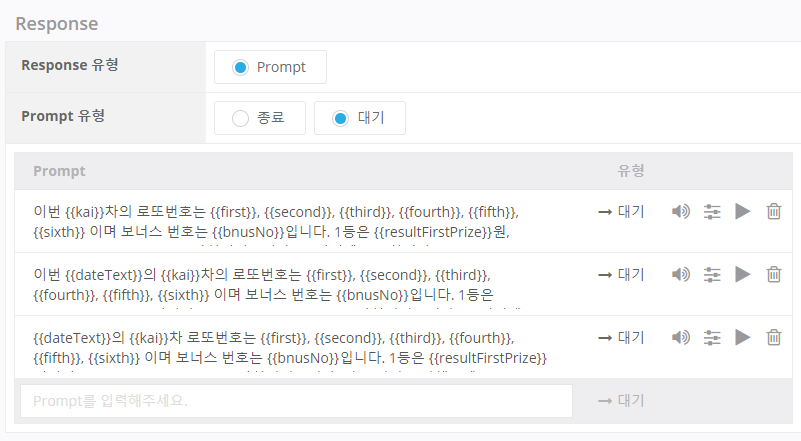 Response
Response 유형
Prompt
Prompt 유형
종료
대기
Prompt
유형
이번 {{kai}}차의 로또번호는 {{first}}, {{second}}, {{third}}, {{fourth}}, {{fifth}},
{{sixth}} 이며 보너스 번호는 {{bnusNo}}입니다. 1등은 {{resultFirstPrize}}원,
대기
이번 {{dateText}}의 {{kai}}차의 로또번호는 {{first}}, {{second}}, {{third}},
{{fourth}}, {{fifth}}, {{sixth}} 이며 보너스 번호는 {{bnusNo}}입니다. 1등은
대기
{{dateText}}의 {{kai}}차 로또번호는 {{first}}, {{second}}, {{third}}, {{fourth}},
{{fifth}}, {{sixth}} 이며 보너스 번호는 {{bnusNo}}입니다. 1등은 {{resultFirstPrize}}
대기
Prompt를 입력해주세요.
대기